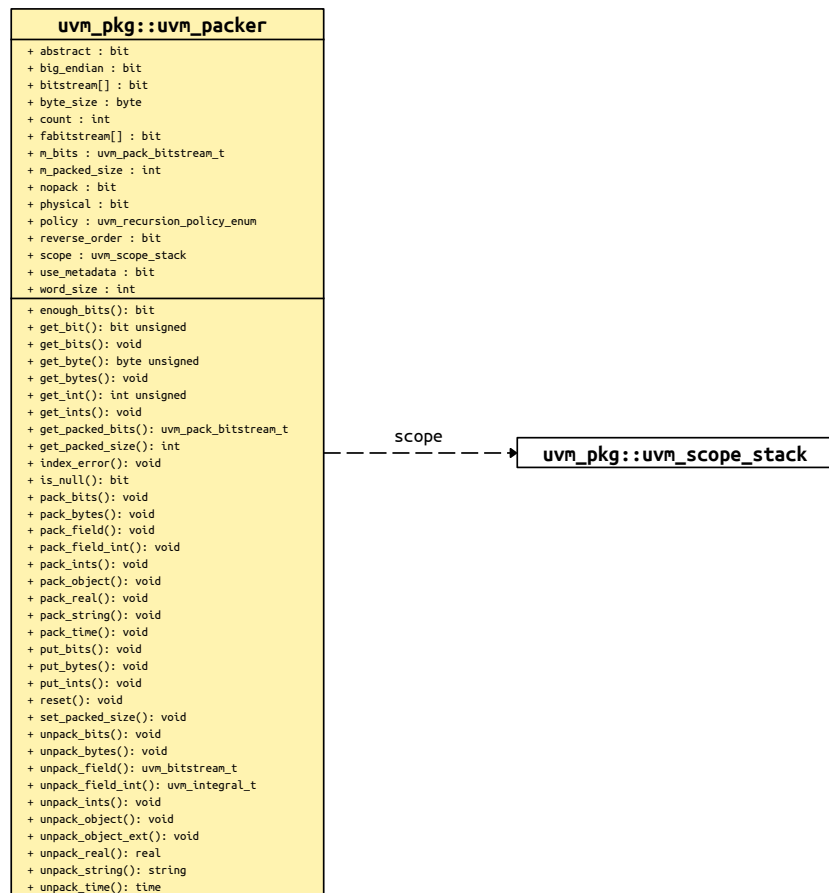 uvm_pkg::uvm_packer
+ abstract : bit
+ big_endian : bit
+ bitstream[] : bit
+ byte_size : byte
+ count : int
+ fabitstream[] : bit
+ m_bits : uvm_pack_bitstream_t
+ m_packed_size : int
+ nopack : bit
+ physical : bit
+ policy : uvm_recursion_policy_enum
+ reverse_order : bit
+ scope : uvm_scope_stack
+ use_metadata : bit
+ word_size : int
+ enough_bits(): bit
+ get_bit(): bit unsigned
+ get_bits(): void
+ get_byte(): byte unsigned
+ get_bytes(): void
+ get_int(): int unsigned
+ get_ints(): void
+ get_packed_bits(): uvm_pack_bitstream_t
+ get_packed_size(): int
+ index_error(): void
+ is_null(): bit
+ pack_bits(): void
+ pack_bytes(): void
+ pack_field(): void
+ pack_field_int(): void
+ pack_ints(): void
+ pack_object(): void
+ pack_real(): void
+ pack_string(): void
+ pack_time(): void
+ put_bits(): void
+ put_bytes(): void
+ put_ints(): void
+ reset(): void
+ set_packed_size(): void
+ unpack_bits(): void
+ unpack_bytes(): void
+ unpack_field(): uvm_bitstream_t
+ unpack_field_int(): uvm_integral_t
+ unpack_ints(): void
+ unpack_object(): void
+ unpack_object_ext(): void
+ unpack_real(): real
+ unpack_string(): string
+ unpack_time(): time
scope
uvm_pkg::uvm_scope_stack